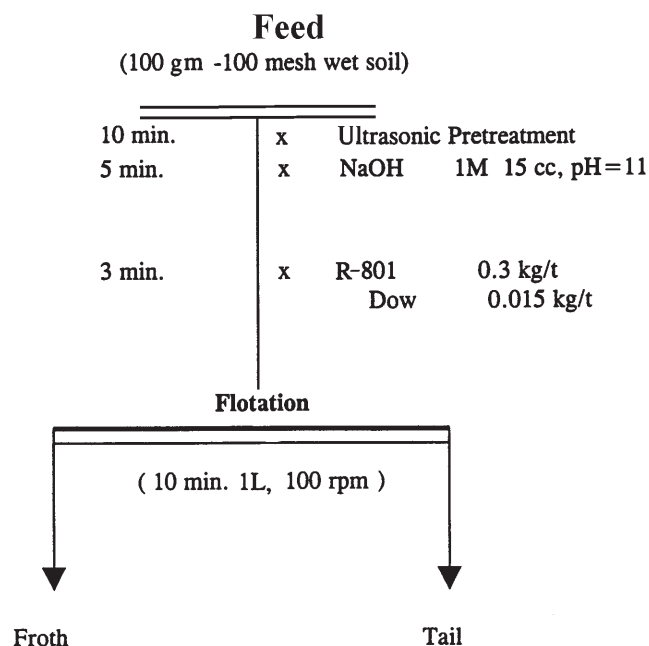 Feed
(100 gm -100 mesh wet soil)
10 min. x Ultrasonic Pretreatment
5 min. x NaOH 1M 15 cc, pH=11
3 min. x R-801 0.3 kg/t
Dow 0.015 kg/t
Flotation
( 10 min. 1L, 100 rpm )
Froth Tail